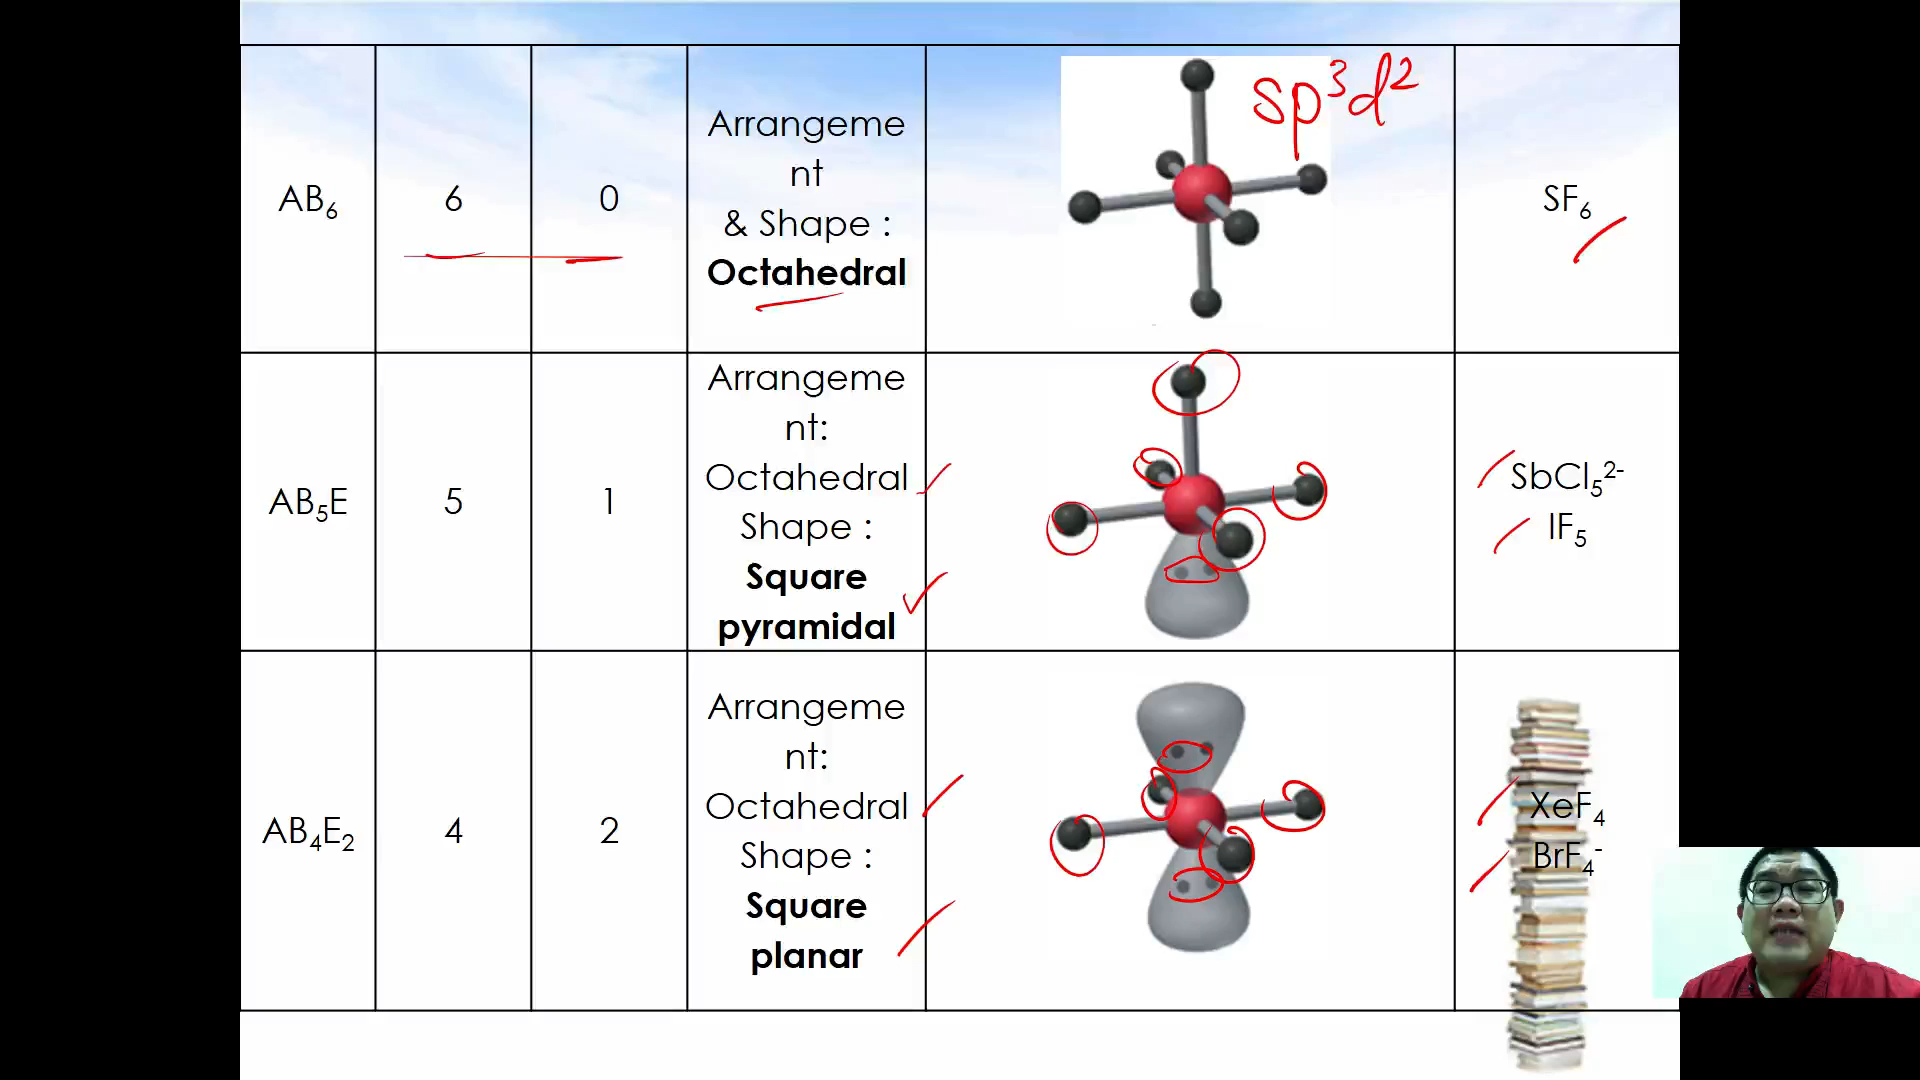 sp³d²
AB₆
6
0
Arrangeme
nt
& Shape :
Octahedral
SF₆
AB₅E
5
1
Arrangeme
nt:
Octahedral
Shape :
Square
pyramidal
SbCl₅²⁻
IF₅
AB₄E₂
4
2
Arrangeme
nt:
Octahedral
Shape :
Square
planar
XeF₄
BrF₄⁻